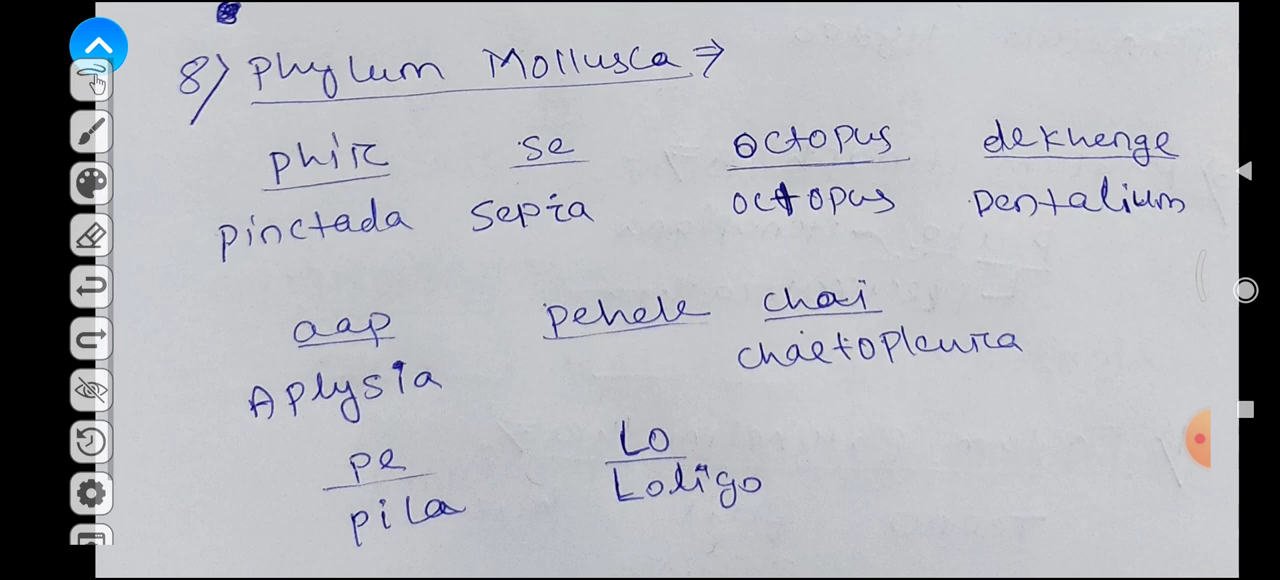 8) Phylum Mollusca ⇒
phir se octopus dekhenge
pinctada Sepia octopus Dentalium
aap pehele chai
Aplysia chaetopleura
pe Lo
pila Loligo